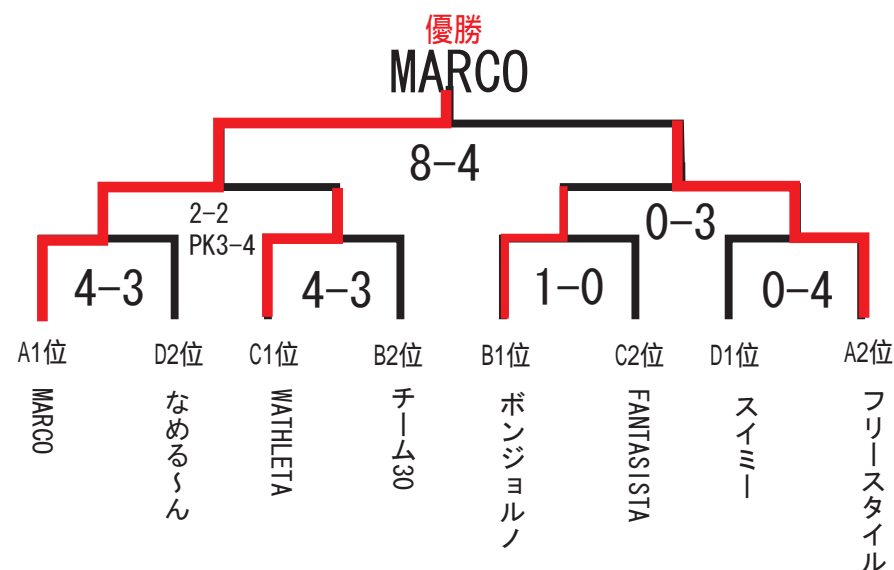 優勝
MARCO
8-4
2-2
PK3-4
0-3
4-3
4-3
1-0
0-4
A1位
D2位
C1位
B2位
B1位
C2位
D1位
A2位
MARCO
なめる~ん
WATHLETA
チーム30
ボンジョルノ
FANTASISTA
スイミー
フリースタイル